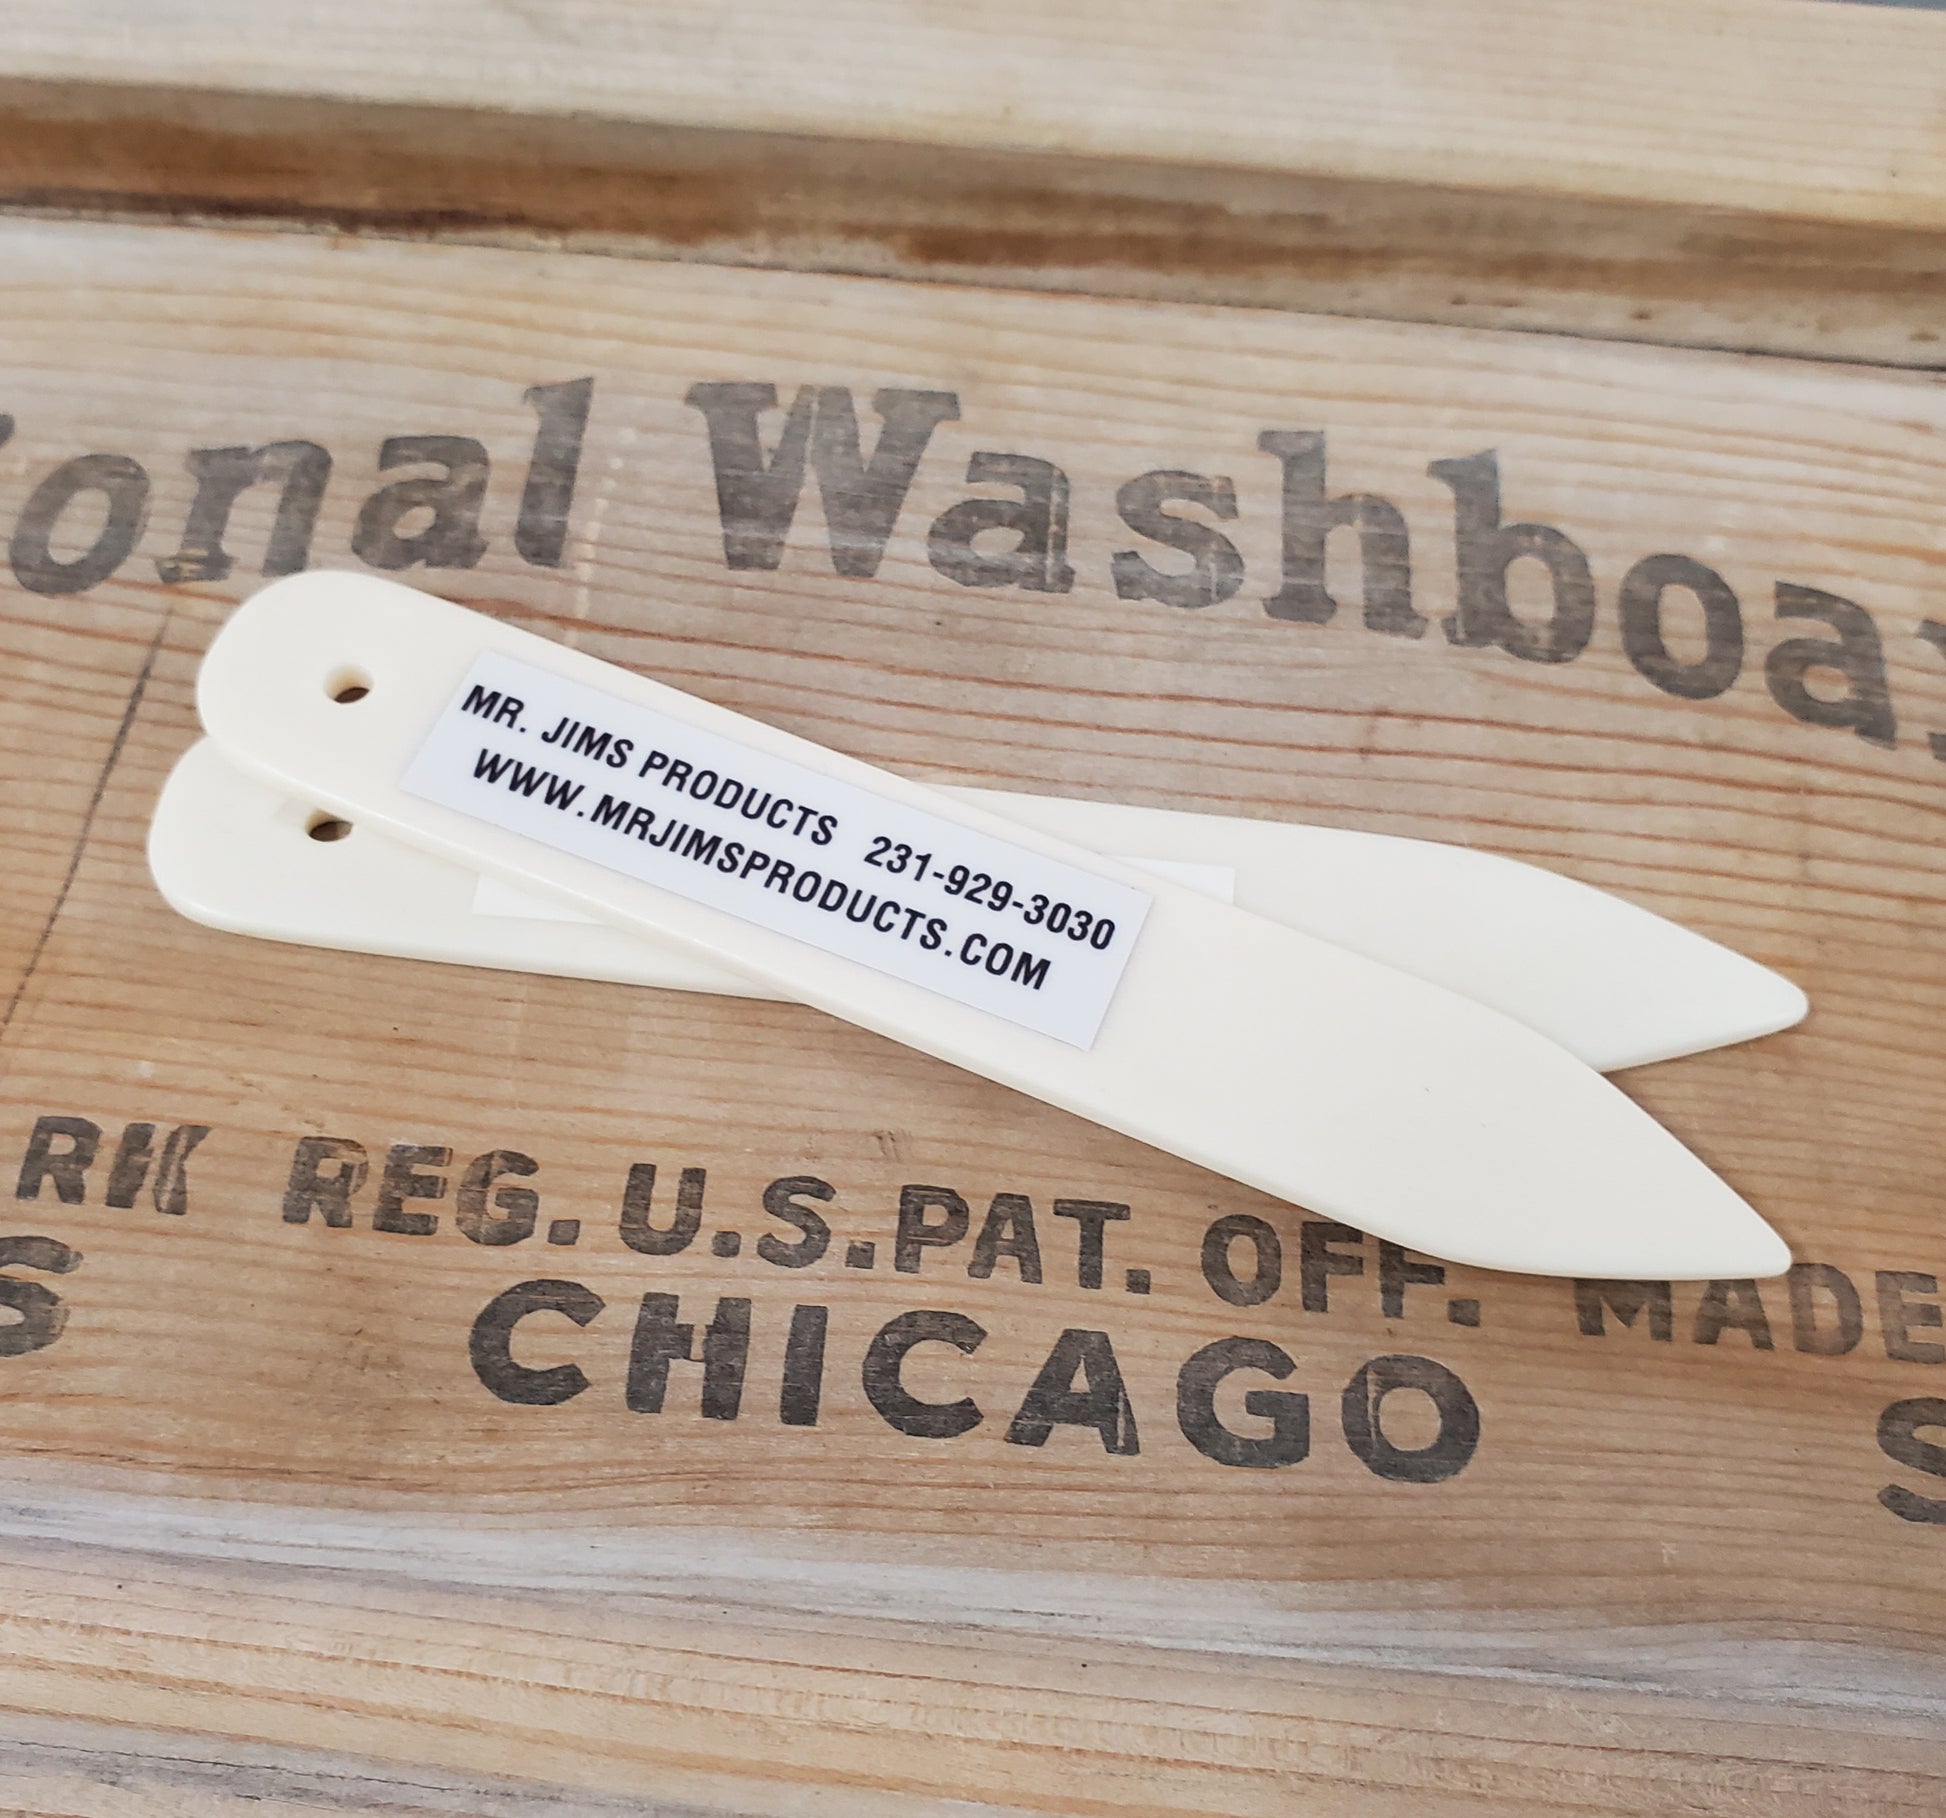 onal Washboa
MR. JIMS PRODUCTS 231-929-3030
WWW.MRJIMSPRODUCTS.COM
RK REG. U.S. PAT. OFF. MADE
S CHICAGO S